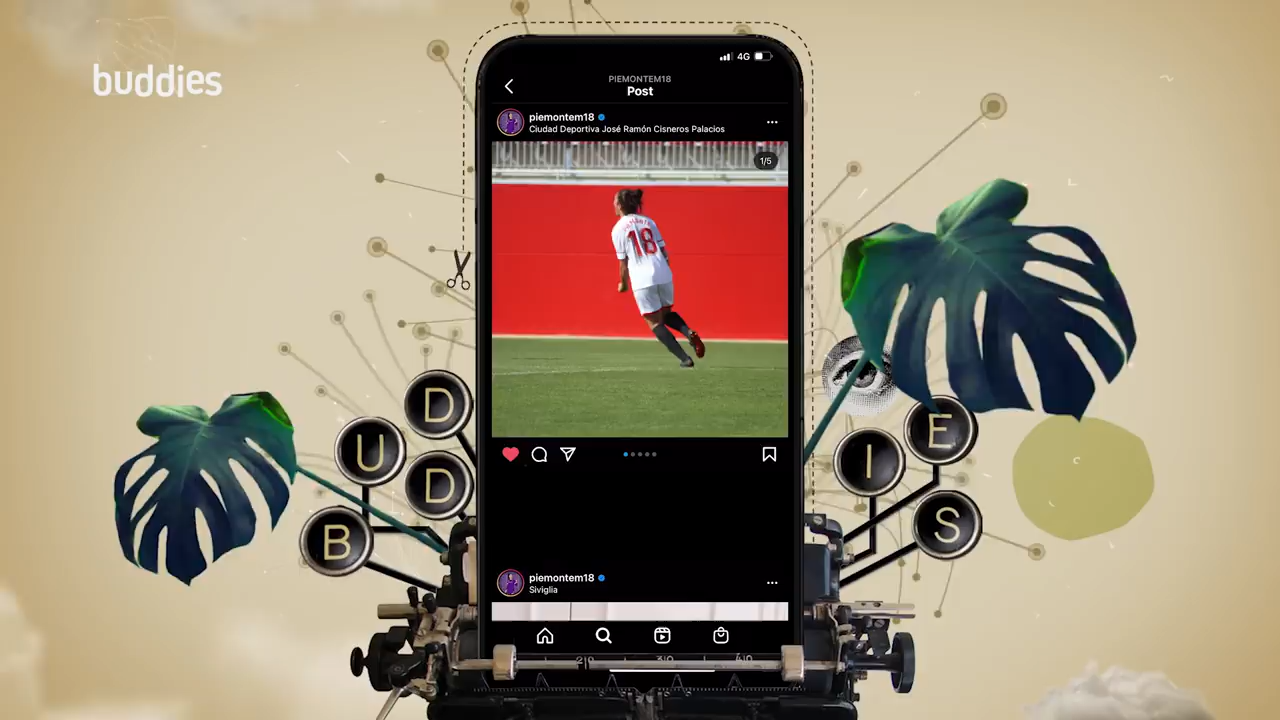 buddies
4G
PIEMONTEM18
Post
piemontem18
Ciudad Deportiva José Ramón Cisneros Palacios
1/5
18
D
U
D
B
E
I
S
piemontem18
Siviglia